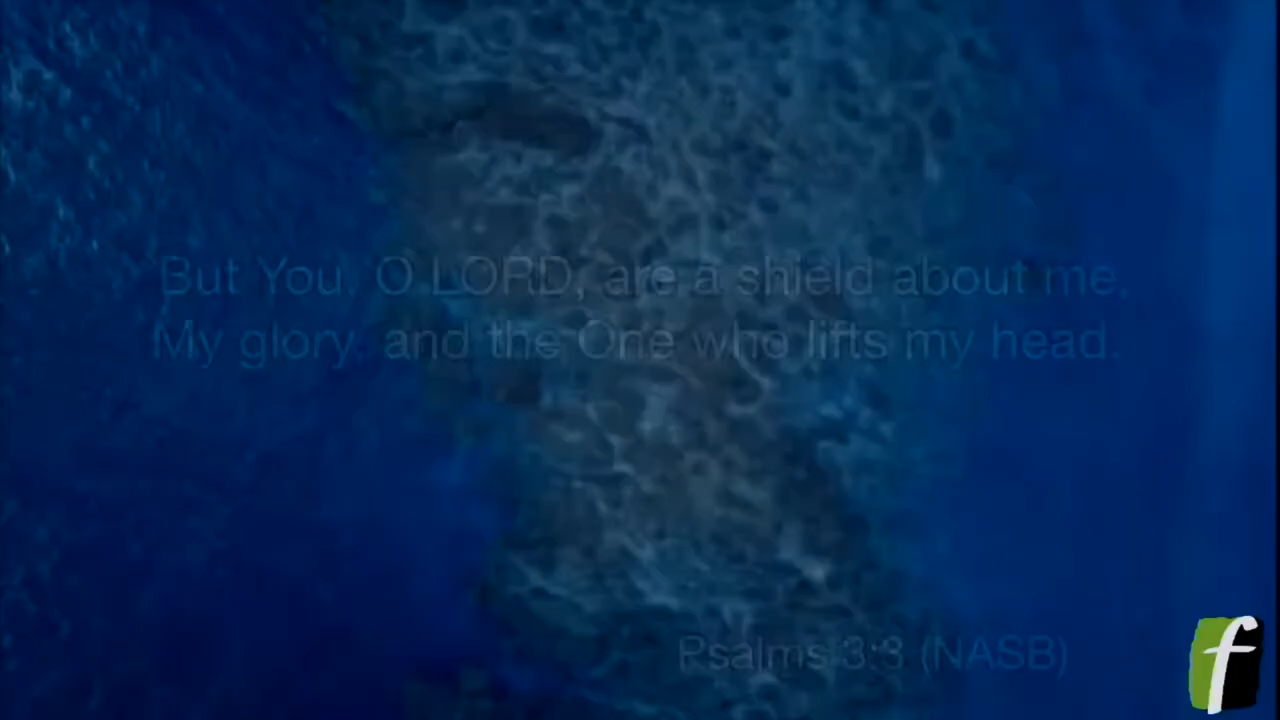 But You, O LORD, are a shield about me,
My glory, and the One who lifts my head.
Psalms 3:3 (NASB)
f